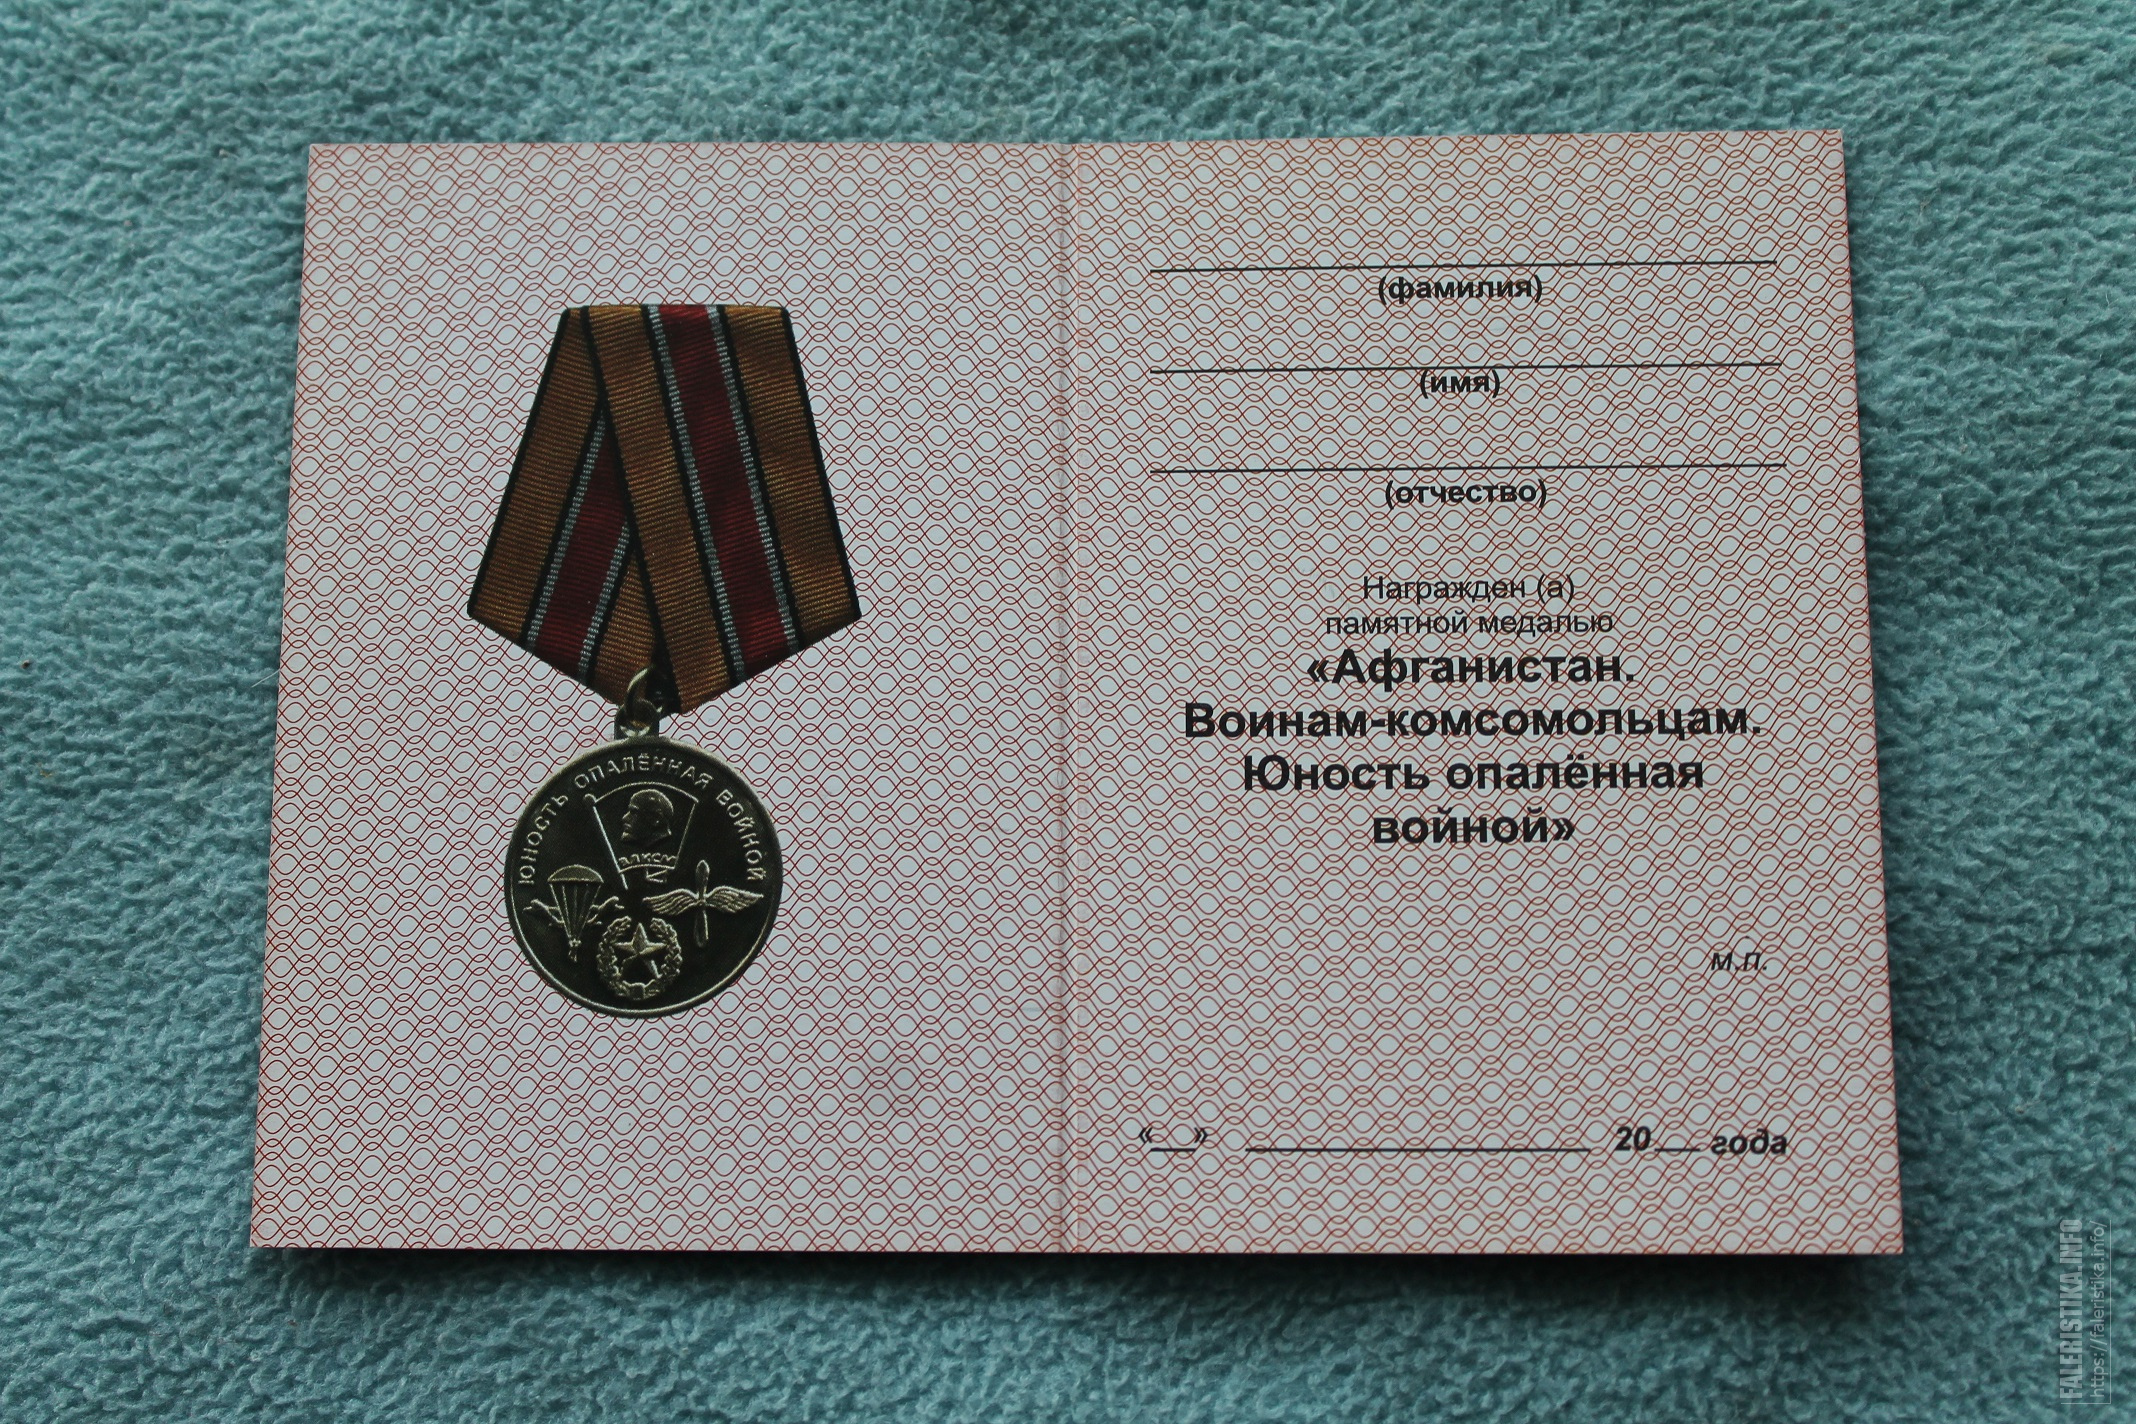 ЮНОСТЬ ОПАЛЁННАЯ ВОЙНОЙ
ВЛКСМ
(фамилия)
(имя)
(отчество)
Награжден (а)
памятной медалью
«Афганистан.
Воинам-комсомольцам.
Юность опалённая
войной»
м.п.
«__» ____________ 20__ года
FALERISTIKA.INFO
https://faleristika.info/